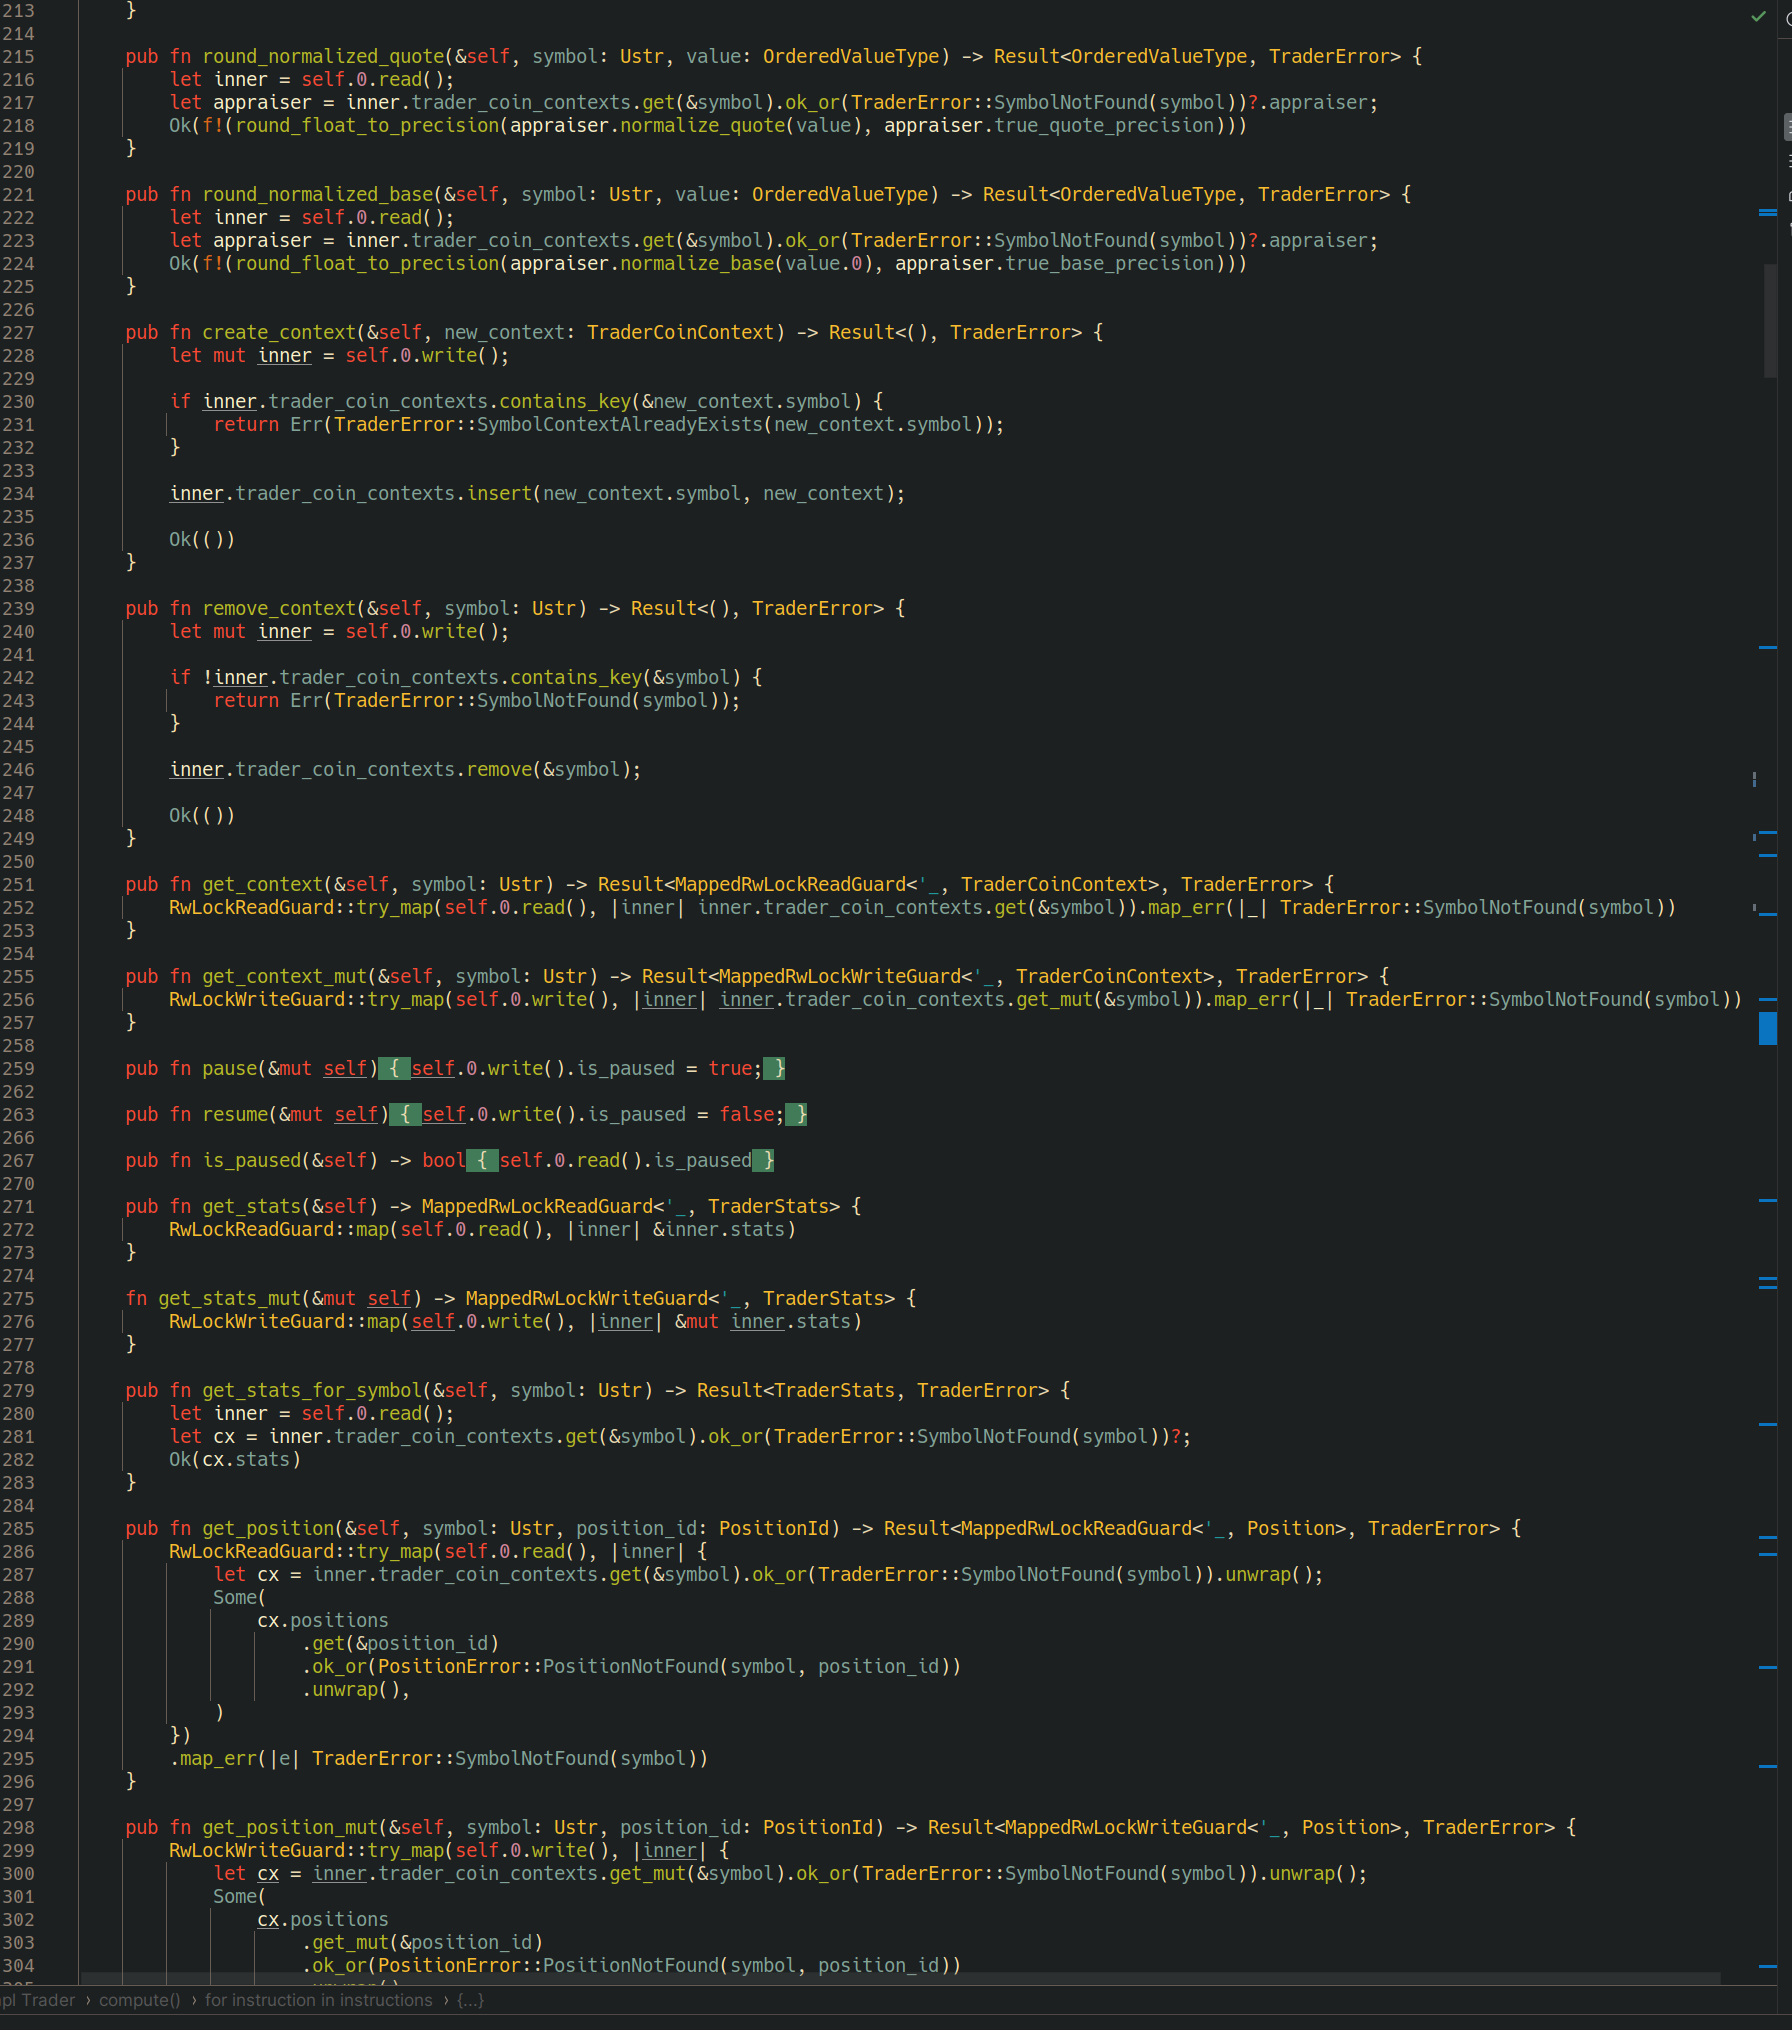 213 }
214
215 pub fn round_normalized_quote(&self, symbol: Ustr, value: OrderedValueType) -> Result<OrderedValueType, TraderError> {
216 let inner = self.0.read();
217 let appraiser = inner.trader_coin_contexts.get(&symbol).ok_or(TraderError::SymbolNotFound(symbol))?.appraiser;
218 Ok(f!(round_float_to_precision(appraiser.normalize_quote(value), appraiser.true_quote_precision)))
219 }
220
221 pub fn round_normalized_base(&self, symbol: Ustr, value: OrderedValueType) -> Result<OrderedValueType, TraderError> {
222 let inner = self.0.read();
223 let appraiser = inner.trader_coin_contexts.get(&symbol).ok_or(TraderError::SymbolNotFound(symbol))?.appraiser;
224 Ok(f!(round_float_to_precision(appraiser.normalize_base(value.0), appraiser.true_base_precision)))
225 }
226
227 pub fn create_context(&self, new_context: TraderCoinContext) -> Result<(), TraderError> {
228 let mut inner = self.0.write();
229
230 if inner.trader_coin_contexts.contains_key(&new_context.symbol) {
231 return Err(TraderError::SymbolContextAlreadyExists(new_context.symbol));
232 }
233
234 inner.trader_coin_contexts.insert(new_context.symbol, new_context);
235
236 Ok(())
237 }
238
239 pub fn remove_context(&self, symbol: Ustr) -> Result<(), TraderError> {
240 let mut inner = self.0.write();
241
242 if !inner.trader_coin_contexts.contains_key(&symbol) {
243 return Err(TraderError::SymbolNotFound(symbol));
244 }
245
246 inner.trader_coin_contexts.remove(&symbol);
247
248 Ok(())
249 }
250
251 pub fn get_context(&self, symbol: Ustr) -> Result<MappedRwLockReadGuard<'_, TraderCoinContext>, TraderError> {
252 RwLockReadGuard::try_map(self.0.read(), |inner| inner.trader_coin_contexts.get(&symbol)).map_err(|_| TraderError::SymbolNotFound(symbol))
253 }
254
255 pub fn get_context_mut(&self, symbol: Ustr) -> Result<MappedRwLockWriteGuard<'_, TraderCoinContext>, TraderError> {
256 RwLockWriteGuard::try_map(self.0.write(), |inner| inner.trader_coin_contexts.get_mut(&symbol)).map_err(|_| TraderError::SymbolNotFound(symbol))
257 }
258
259 pub fn pause(&mut self) { self.0.write().is_paused = true; }
262
263 pub fn resume(&mut self) { self.0.write().is_paused = false; }
266
267 pub fn is_paused(&self) -> bool { self.0.read().is_paused }
270
271 pub fn get_stats(&self) -> MappedRwLockReadGuard<'_, TraderStats> {
272 RwLockReadGuard::map(self.0.read(), |inner| &inner.stats)
273 }
274
275 fn get_stats_mut(&mut self) -> MappedRwLockWriteGuard<'_, TraderStats> {
276 RwLockWriteGuard::map(self.0.write(), |inner| &mut inner.stats)
277 }
278
279 pub fn get_stats_for_symbol(&self, symbol: Ustr) -> Result<TraderStats, TraderError> {
280 let inner = self.0.read();
281 let cx = inner.trader_coin_contexts.get(&symbol).ok_or(TraderError::SymbolNotFound(symbol))?;
282 Ok(cx.stats)
283 }
284
285 pub fn get_position(&self, symbol: Ustr, position_id: PositionId) -> Result<MappedRwLockReadGuard<'_, Position>, TraderError> {
286 RwLockReadGuard::try_map(self.0.read(), |inner| {
287 let cx = inner.trader_coin_contexts.get(&symbol).ok_or(TraderError::SymbolNotFound(symbol)).unwrap();
288 Some(
289 cx.positions
290 .get(&position_id)
291 .ok_or(PositionError::PositionNotFound(symbol, position_id))
292 .unwrap(),
293 )
294 })
295 .map_err(|e| TraderError::SymbolNotFound(symbol))
296 }
297
298 pub fn get_position_mut(&self, symbol: Ustr, position_id: PositionId) -> Result<MappedRwLockWriteGuard<'_, Position>, TraderError> {
299 RwLockWriteGuard::try_map(self.0.write(), |inner| {
300 let cx = inner.trader_coin_contexts.get_mut(&symbol).ok_or(TraderError::SymbolNotFound(symbol)).unwrap();
301 Some(
302 cx.positions
303 .get_mut(&position_id)
304 .ok_or(PositionError::PositionNotFound(symbol, position_id))
Trader › compute() › for instruction in instructions › {...}